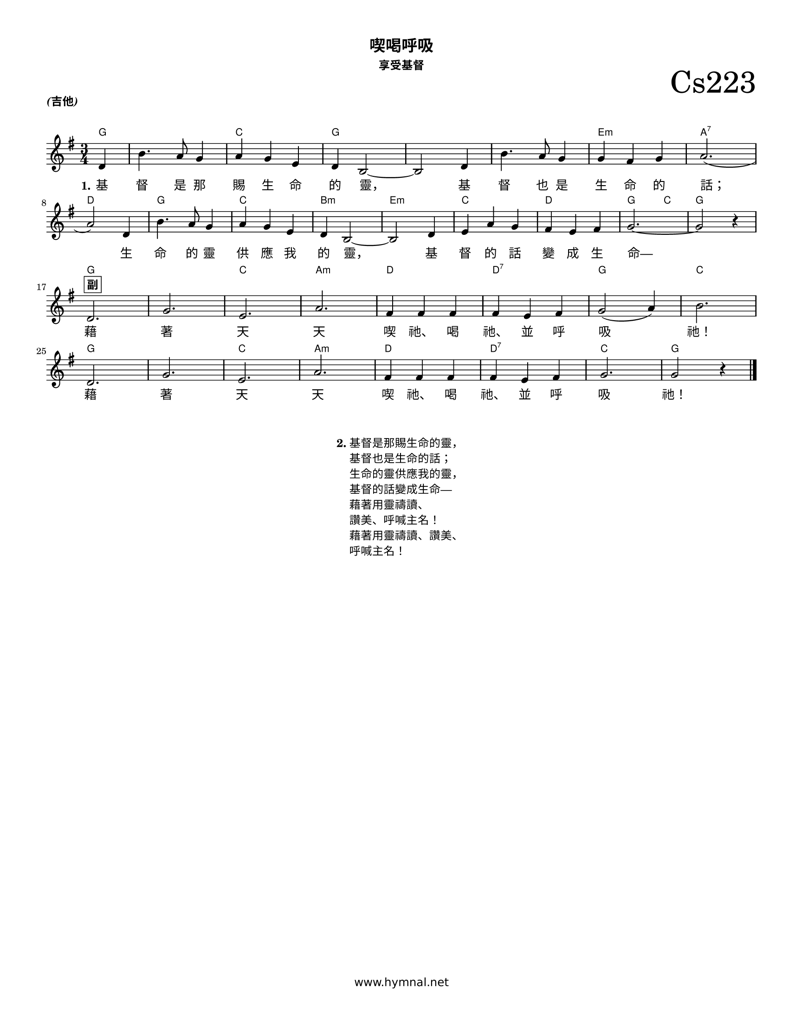 喫喝呼吸
享受基督
Cs223
(吉他)
G C G Em A7
3
4
1. 基 督 是 那 賜 生 命 的 靈， 基 督 也 是 生 命 的 話；
8 D G C Bm Em C D G C G
生 命 的 靈 供 應 我 的 靈， 基 督 的 話 變 成 生 命—
G C Am D D7 G C
17 副
藉 著 天 天 喫 祂、 喝 祂、 並 呼 吸 祂！
25 G C Am D D7 C G
藉 著 天 天 喫 祂、 喝 祂、 並 呼 吸 祂！
2. 基督是那賜生命的靈，
基督也是生命的話；
生命的靈供應我的靈，
基督的話變成生命—
藉著用靈禱讀、
讚美、呼喊主名！
藉著用靈禱讀、讚美、
呼喊主名！
www.hymnal.net